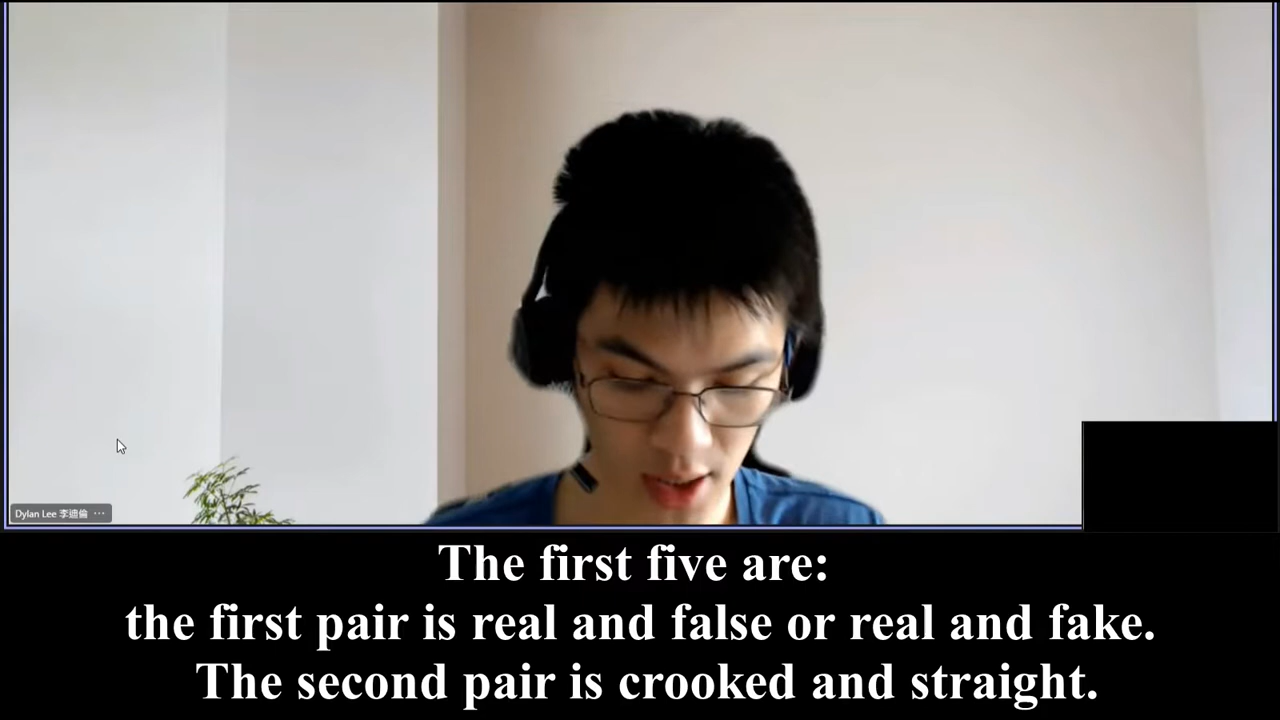 Dylan Lee 李迪倫 ···
The first five are:
the first pair is real and false or real and fake.
The second pair is crooked and straight.